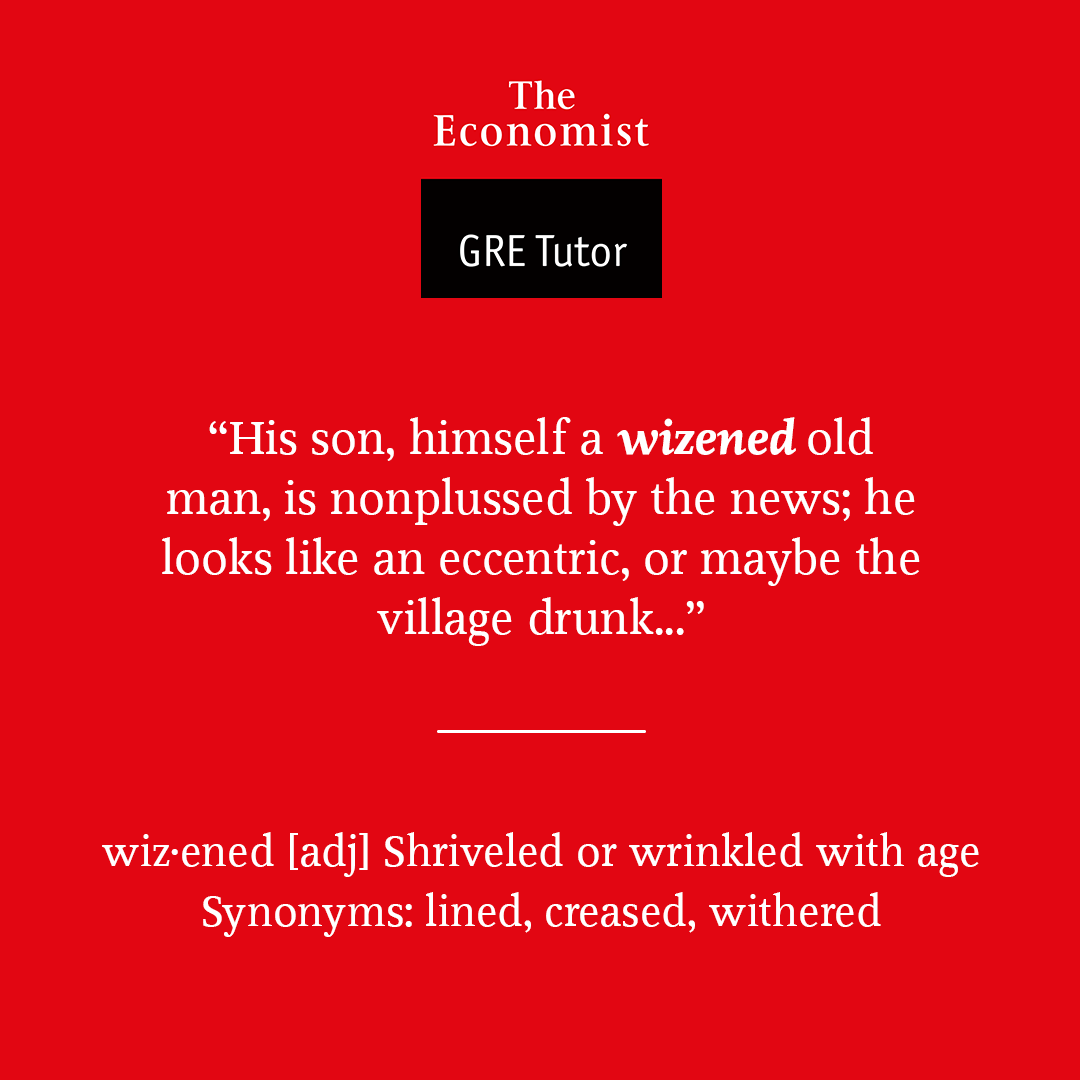 The
Economist
GRE Tutor
“His son, himself a wizened old
man, is nonplussed by the news; he
looks like an eccentric, or maybe the
village drunk...”
wiz·ened [adj] Shriveled or wrinkled with age
Synonyms: lined, creased, withered